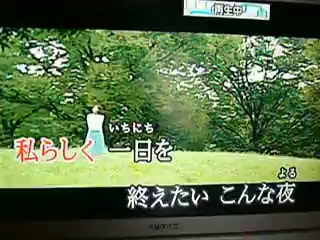 再生中
いちにち
私らしく 一日を
よる
終えたい こんな夜